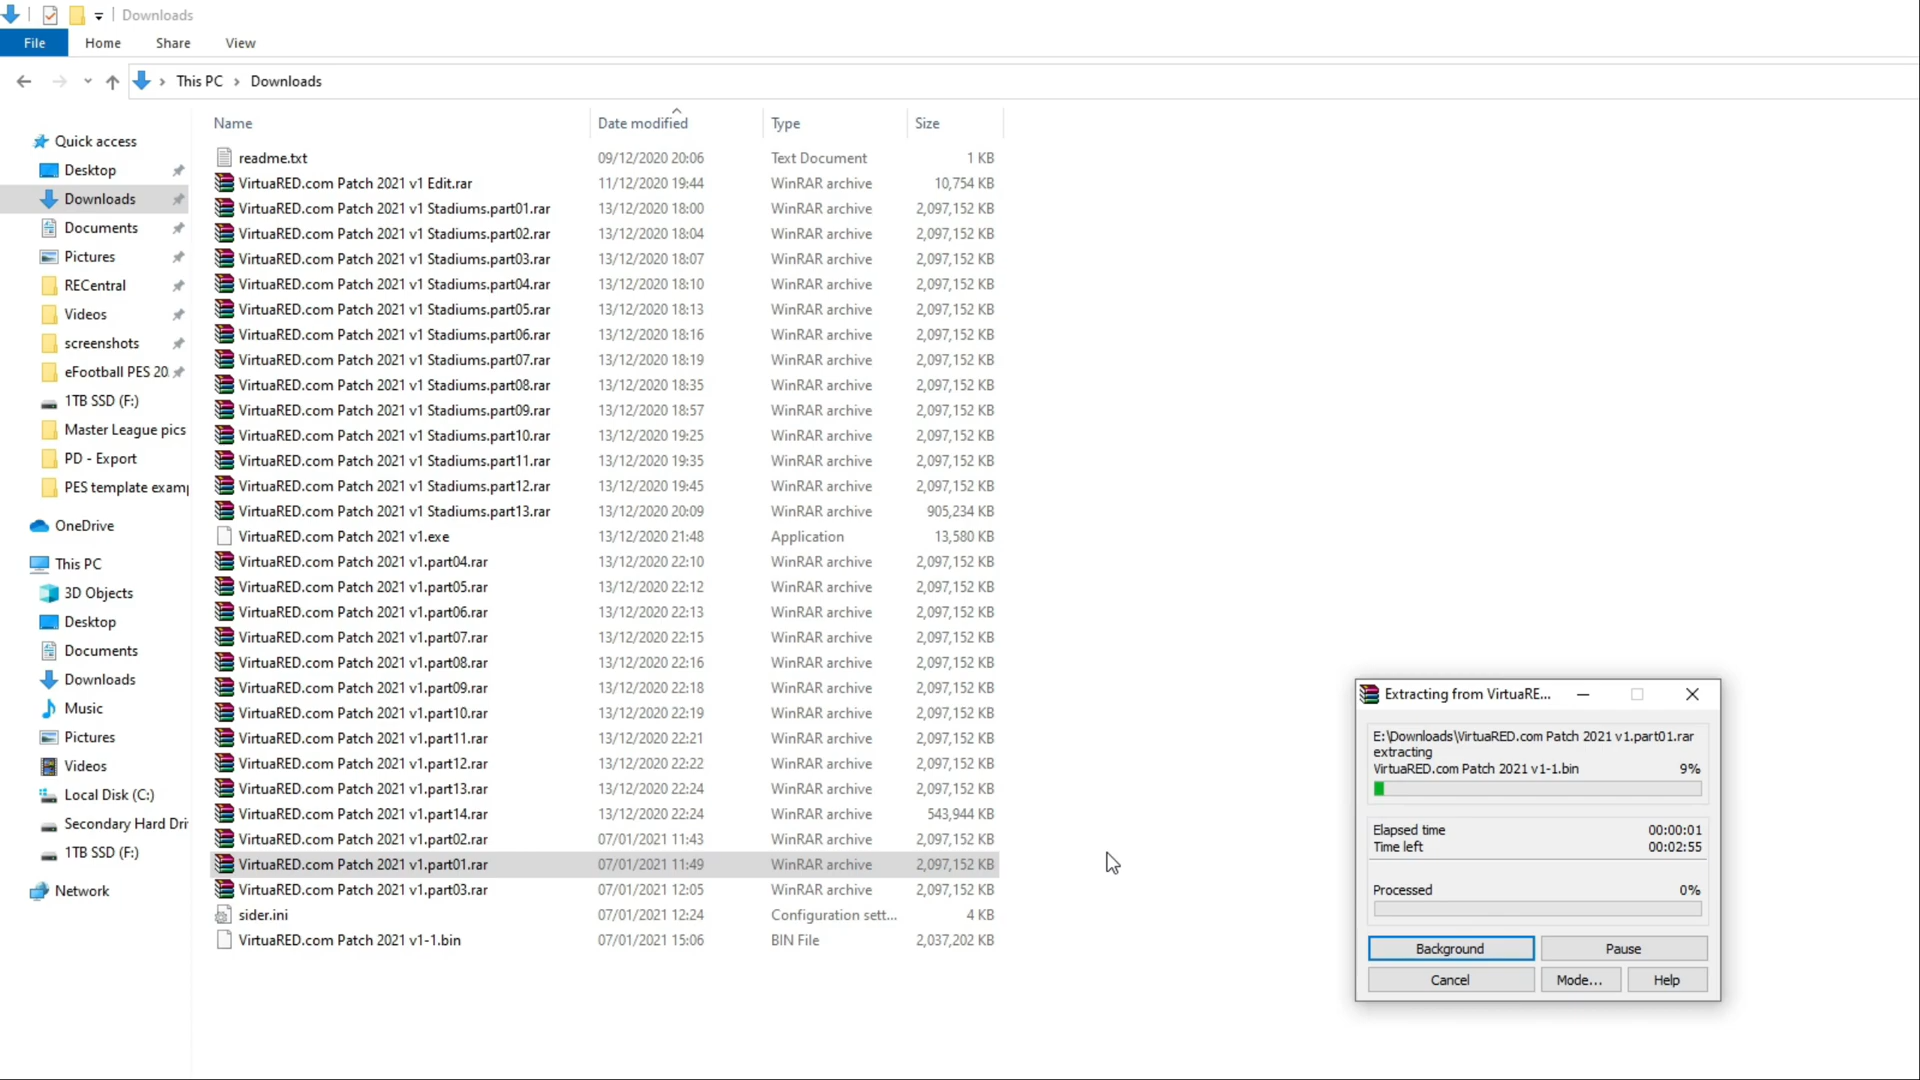 Downloads
File Home Share View
This PC Downloads
Name Date modified Type Size
Quick access
Desktop
Downloads
Documents
Pictures
RECentral
Videos
screenshots
eFootball PES 20
1TB SSD (F:)
Master League pics
PD - Export
PES template examp
OneDrive
This PC
3D Objects
Desktop
Documents
Downloads
Music
Pictures
Videos
Local Disk (C:)
Secondary Hard Dri
1TB SSD (F:)
Network
readme.txt 09/12/2020 20:06 Text Document 1 KB
VirtuaRED.com Patch 2021 v1 Edit.rar 11/12/2020 19:44 WinRAR archive 10,754 KB
VirtuaRED.com Patch 2021 v1 Stadiums.part01.rar 13/12/2020 18:00 WinRAR archive 2,097,152 KB
VirtuaRED.com Patch 2021 v1 Stadiums.part02.rar 13/12/2020 18:04 WinRAR archive 2,097,152 KB
VirtuaRED.com Patch 2021 v1 Stadiums.part03.rar 13/12/2020 18:07 WinRAR archive 2,097,152 KB
VirtuaRED.com Patch 2021 v1 Stadiums.part04.rar 13/12/2020 18:10 WinRAR archive 2,097,152 KB
VirtuaRED.com Patch 2021 v1 Stadiums.part05.rar 13/12/2020 18:13 WinRAR archive 2,097,152 KB
VirtuaRED.com Patch 2021 v1 Stadiums.part06.rar 13/12/2020 18:16 WinRAR archive 2,097,152 KB
VirtuaRED.com Patch 2021 v1 Stadiums.part07.rar 13/12/2020 18:19 WinRAR archive 2,097,152 KB
VirtuaRED.com Patch 2021 v1 Stadiums.part08.rar 13/12/2020 18:35 WinRAR archive 2,097,152 KB
VirtuaRED.com Patch 2021 v1 Stadiums.part09.rar 13/12/2020 18:57 WinRAR archive 2,097,152 KB
VirtuaRED.com Patch 2021 v1 Stadiums.part10.rar 13/12/2020 19:25 WinRAR archive 2,097,152 KB
VirtuaRED.com Patch 2021 v1 Stadiums.part11.rar 13/12/2020 19:35 WinRAR archive 2,097,152 KB
VirtuaRED.com Patch 2021 v1 Stadiums.part12.rar 13/12/2020 19:45 WinRAR archive 2,097,152 KB
VirtuaRED.com Patch 2021 v1 Stadiums.part13.rar 13/12/2020 20:09 WinRAR archive 905,234 KB
VirtuaRED.com Patch 2021 v1.exe 13/12/2020 21:48 Application 13,580 KB
VirtuaRED.com Patch 2021 v1.part04.rar 13/12/2020 22:10 WinRAR archive 2,097,152 KB
VirtuaRED.com Patch 2021 v1.part05.rar 13/12/2020 22:12 WinRAR archive 2,097,152 KB
VirtuaRED.com Patch 2021 v1.part06.rar 13/12/2020 22:13 WinRAR archive 2,097,152 KB
VirtuaRED.com Patch 2021 v1.part07.rar 13/12/2020 22:15 WinRAR archive 2,097,152 KB
VirtuaRED.com Patch 2021 v1.part08.rar 13/12/2020 22:16 WinRAR archive 2,097,152 KB
VirtuaRED.com Patch 2021 v1.part09.rar 13/12/2020 22:18 WinRAR archive 2,097,152 KB
VirtuaRED.com Patch 2021 v1.part10.rar 13/12/2020 22:19 WinRAR archive 2,097,152 KB
VirtuaRED.com Patch 2021 v1.part11.rar 13/12/2020 22:21 WinRAR archive 2,097,152 KB
VirtuaRED.com Patch 2021 v1.part12.rar 13/12/2020 22:22 WinRAR archive 2,097,152 KB
VirtuaRED.com Patch 2021 v1.part13.rar 13/12/2020 22:24 WinRAR archive 2,097,152 KB
VirtuaRED.com Patch 2021 v1.part14.rar 13/12/2020 22:24 WinRAR archive 543,944 KB
VirtuaRED.com Patch 2021 v1.part02.rar 07/01/2021 11:43 WinRAR archive 2,097,152 KB
VirtuaRED.com Patch 2021 v1.part01.rar 07/01/2021 11:49 WinRAR archive 2,097,152 KB
VirtuaRED.com Patch 2021 v1.part03.rar 07/01/2021 12:05 WinRAR archive 2,097,152 KB
sider.ini 07/01/2021 12:24 Configuration sett... 4 KB
VirtuaRED.com Patch 2021 v1-1.bin 07/01/2021 15:06 BIN File 2,037,202 KB
Extracting from VirtuaRE...
E:\Downloads\VirtuaRED.com Patch 2021 v1.part01.rar
extracting
VirtuaRED.com Patch 2021 v1-1.bin 9%
Elapsed time 00:00:01
Time left 00:02:55
Processed 0%
Background Pause
Cancel Mode... Help